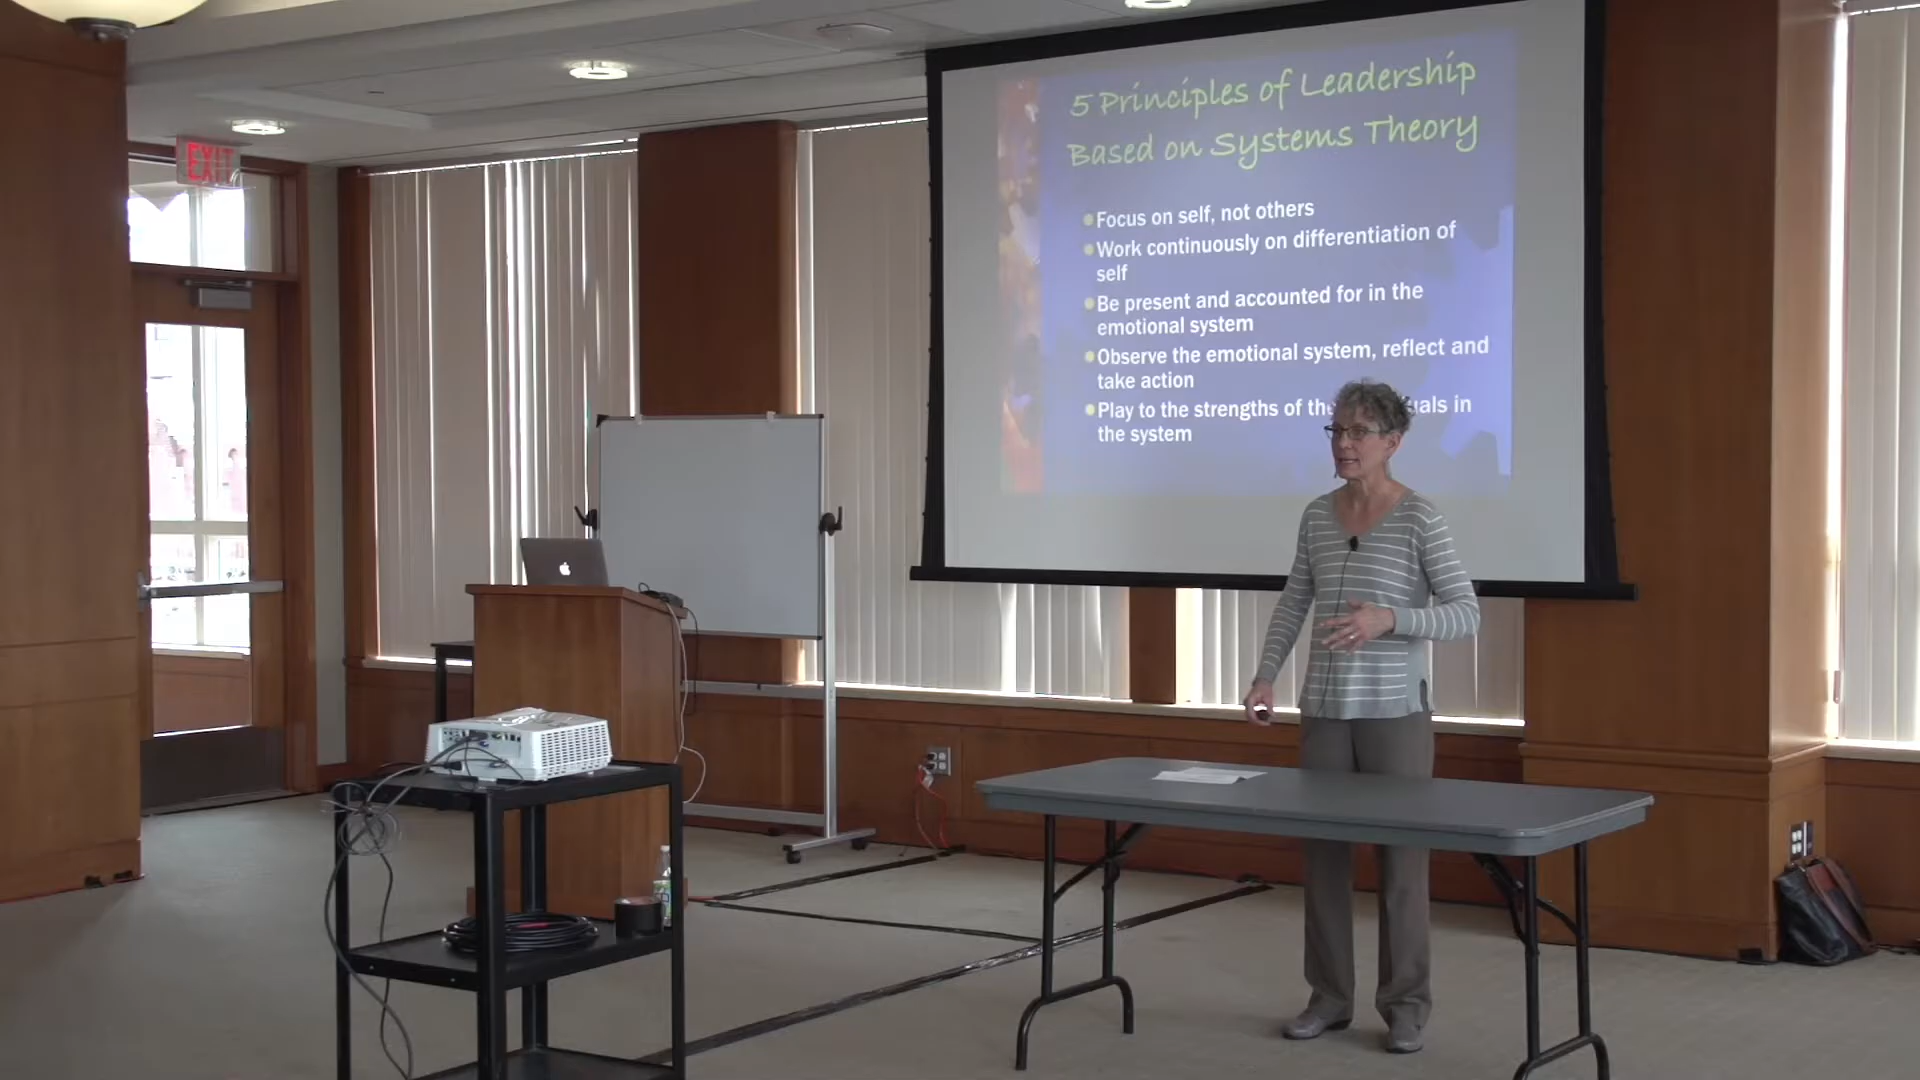 EXIT
5 Principles of Leadership
Based on Systems Theory
Focus on self, not others
Work continuously on differentiation of
self
Be present and accounted for in the
emotional system
Observe the emotional system, reflect and
take action
Play to the strengths of in
the system